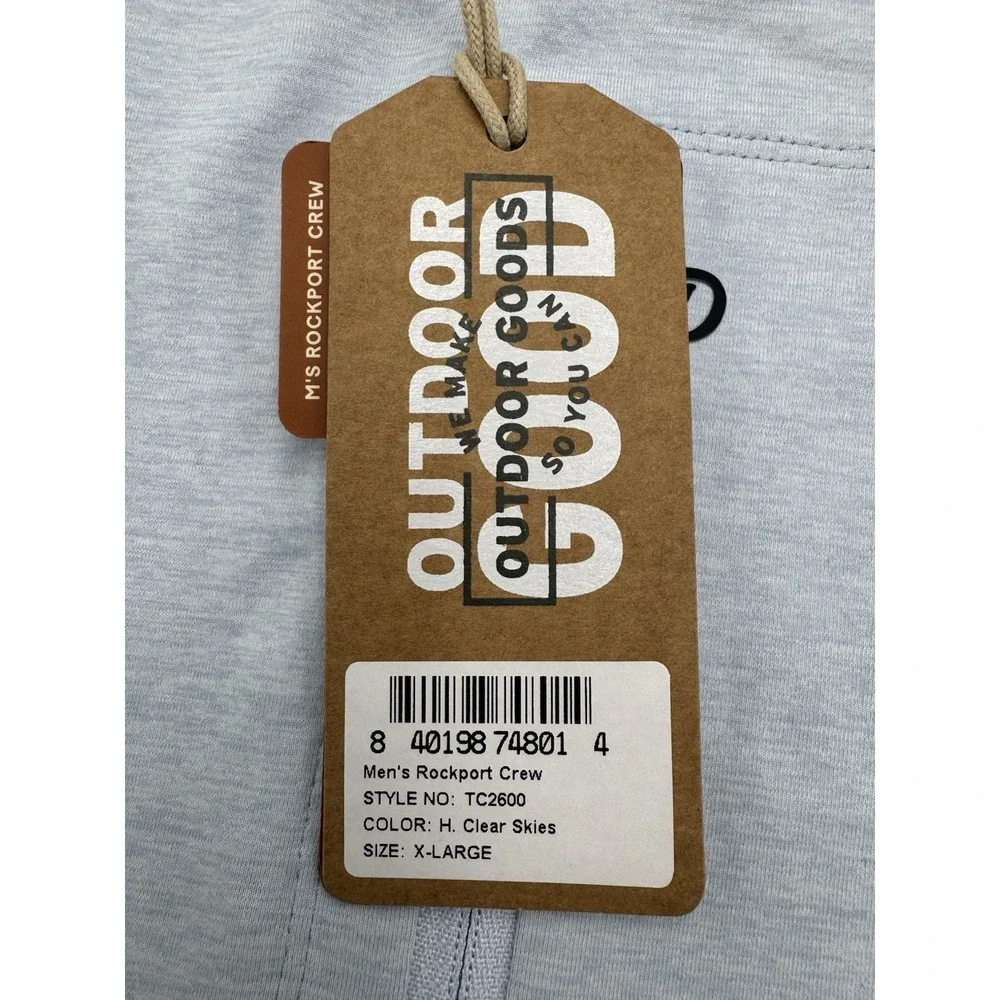 M'S ROCKPORT CREW
OUTDOOR
GOOD
WE MAKE
OUTDOOR GOODS
SO YOU CAN
8 40198 74801 4
Men's Rockport Crew
STYLE NO: TC2600
COLOR: H. Clear Skies
SIZE: X-LARGE